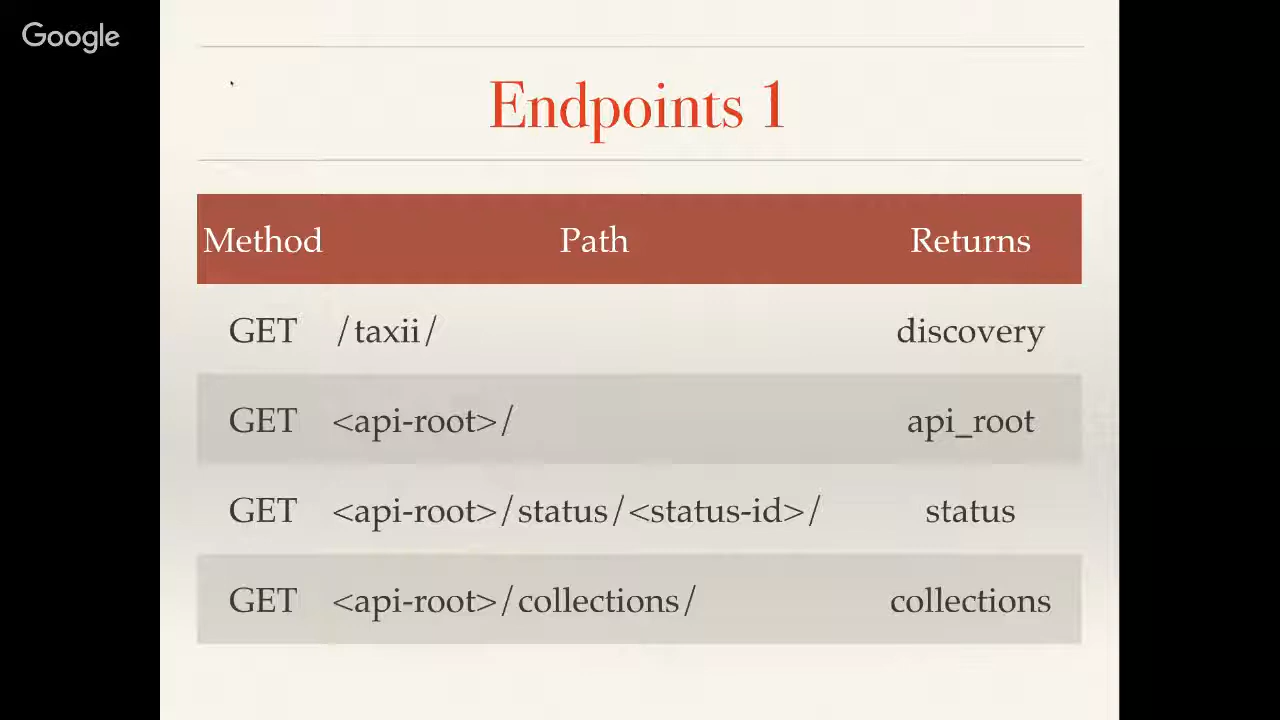 Google
Endpoints 1
Method Path Returns
GET /taxii/ discovery
GET <api-root>/ api_root
GET <api-root>/status/<status-id>/ status
GET <api-root>/collections/ collections